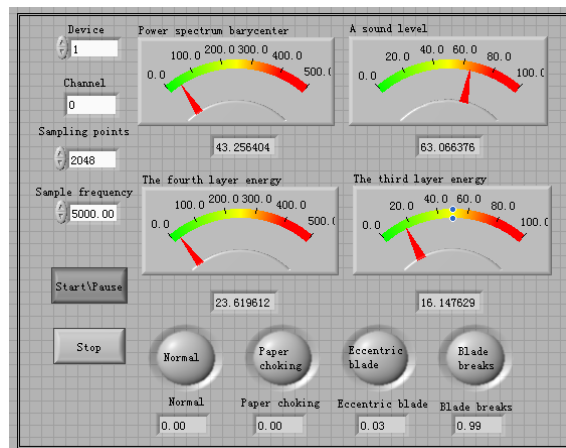 Device
1
Channel
0
Sampling points
2048
Sample frequency
5000.00
Start\Pause
Stop
Power spectrum barycenter
0.0 100.0 200.0 300.0 400.0 500.0
43.256404
A sound level
0.0 20.0 40.0 60.0 80.0 100.0
63.066376
The fourth layer energy
0.0 100.0 200.0 300.0 400.0 500.0
23.619612
The third layer energy
0.0 20.0 40.0 60.0 80.0 100.0
16.147629
Normal
Paper
choking
Eccentric
blade
Blade
breaks
Normal Paper choking Eccentric blade Blade breaks
0.00 0.00 0.03 0.99